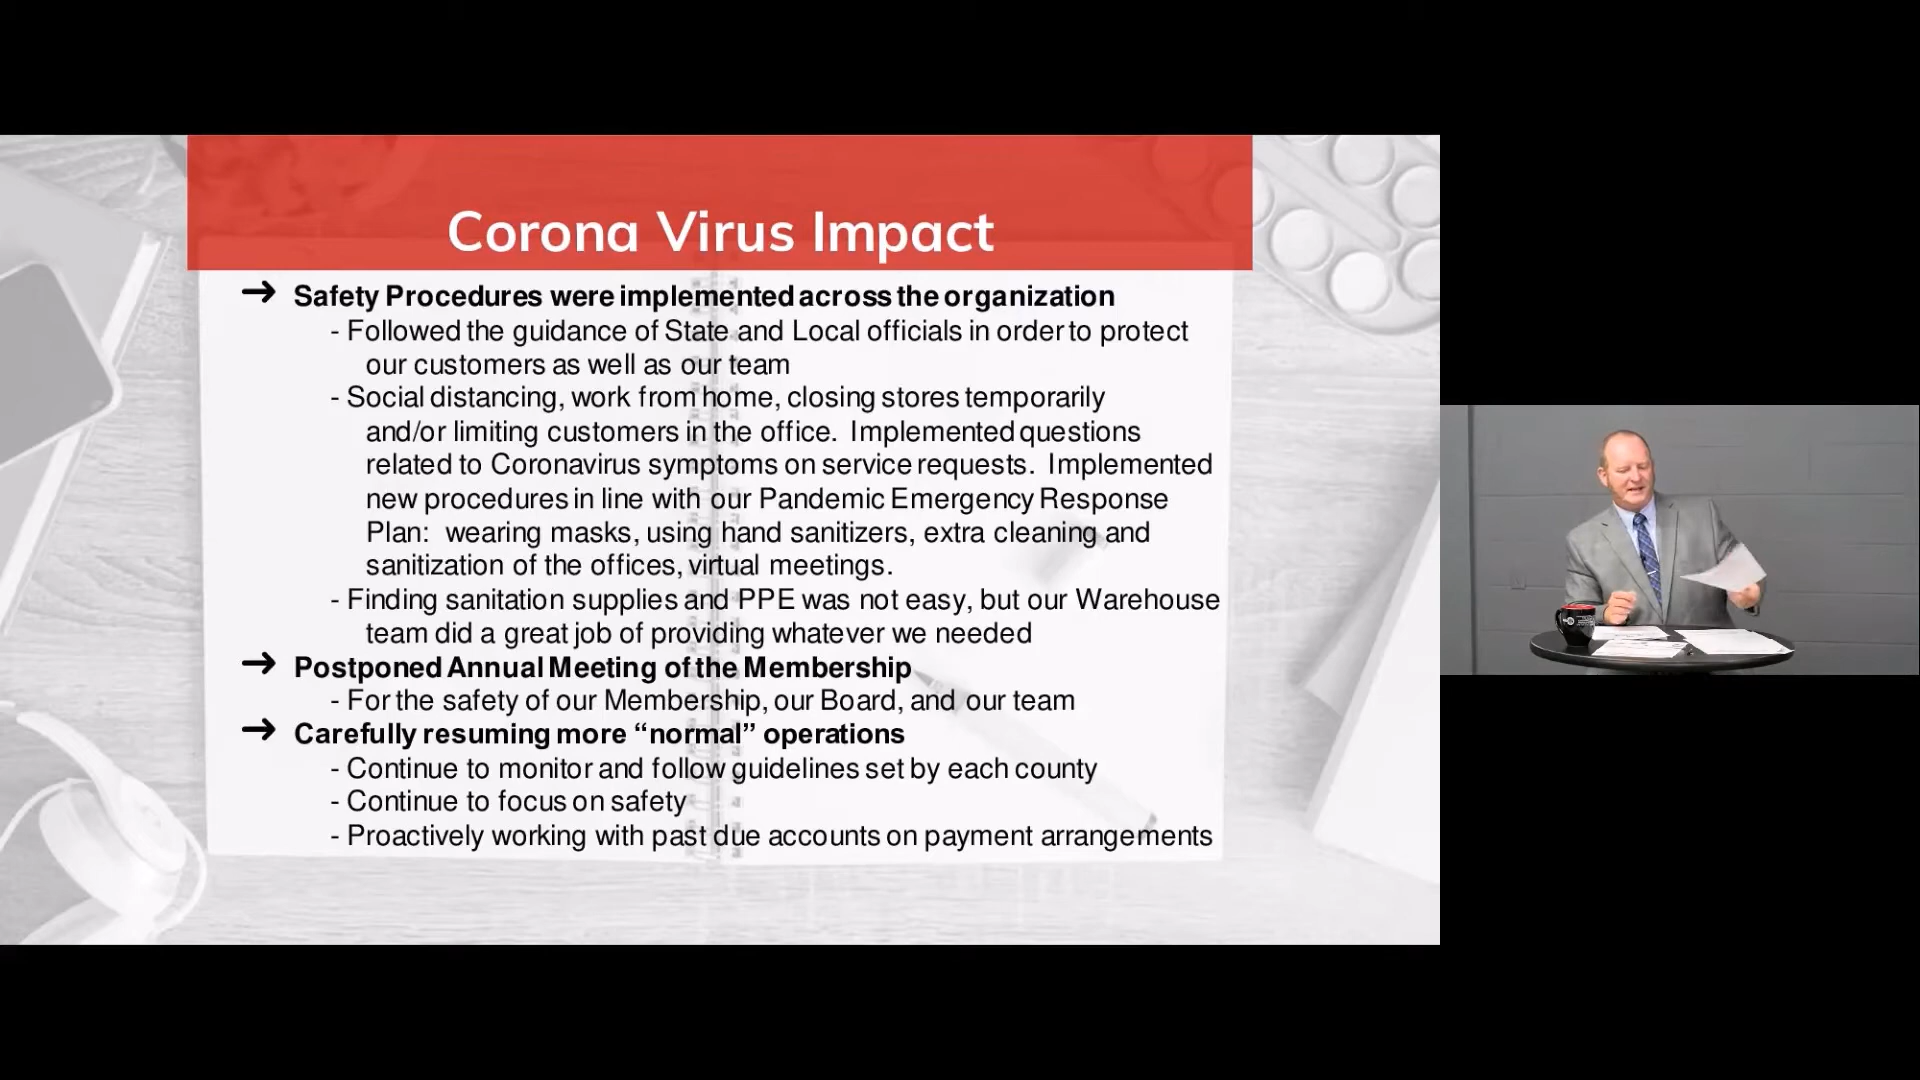 Corona Virus Impact
→ Safety Procedures were implemented across the organization
- Followed the guidance of State and Local officials in order to protect
our customers as well as our team
- Social distancing, work from home, closing stores temporarily
and/or limiting customers in the office. Implemented questions
related to Coronavirus symptoms on service requests. Implemented
new procedures in line with our Pandemic Emergency Response
Plan: wearing masks, using hand sanitizers, extra cleaning and
sanitization of the offices, virtual meetings.
- Finding sanitation supplies and PPE was not easy, but our Warehouse
team did a great job of providing whatever we needed
→ Postponed Annual Meeting of the Membership
- For the safety of our Membership, our Board, and our team
→ Carefully resuming more “normal” operations
- Continue to monitor and follow guidelines set by each county
- Continue to focus on safety
- Proactively working with past due accounts on payment arrangements